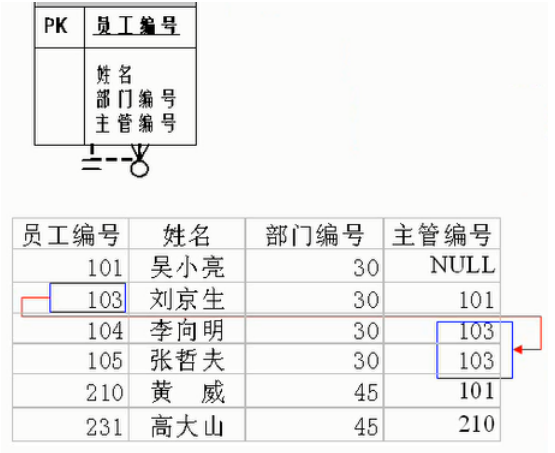 PK 员工编号
姓名
部门编号
主管编号
员工编号 姓名 部门编号 主管编号
101 吴小亮 30 NULL
103 刘京生 30 101
104 李向明 30 103
105 张哲夫 30 103
210 黄 威 45 101
231 高大山 45 210